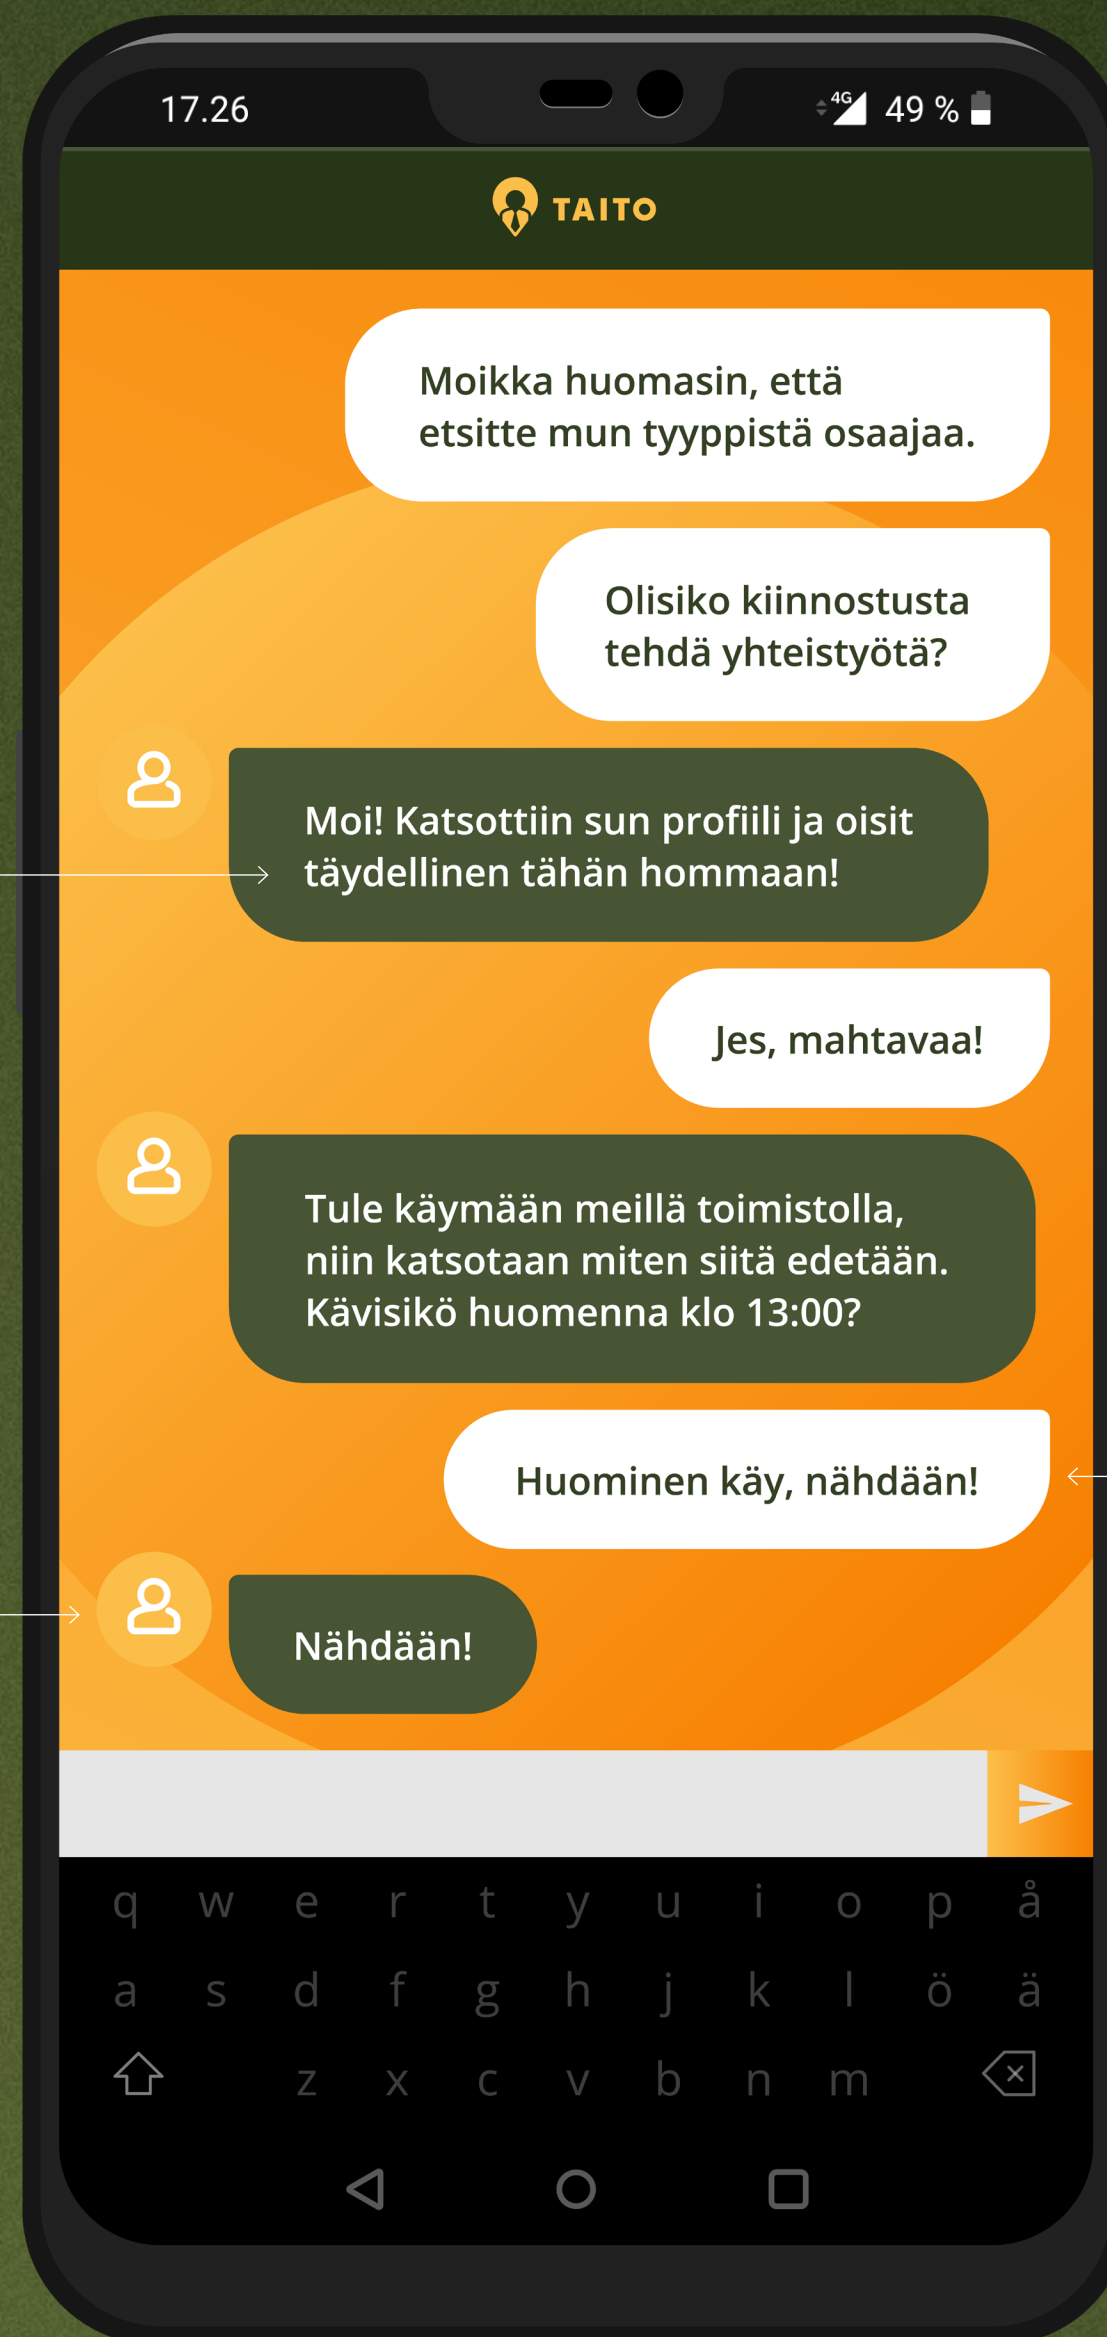 17.26
4G 49 %
TAITO
Moikka huomasin, että
etsitte mun tyyppistä osaajaa.
Olisiko kiinnostusta
tehdä yhteistyötä?
Moi! Katsottiin sun profiili ja oisit
täydellinen tähän hommaan!
Jes, mahtavaa!
Tule käymään meillä toimistolla,
niin katsotaan miten siitä edetään.
Kävisikö huomenna klo 13:00?
Huominen käy, nähdään!
Nähdään!
q w e r t y u i o p å
a s d f g h j k l ö ä
z x c v b n m